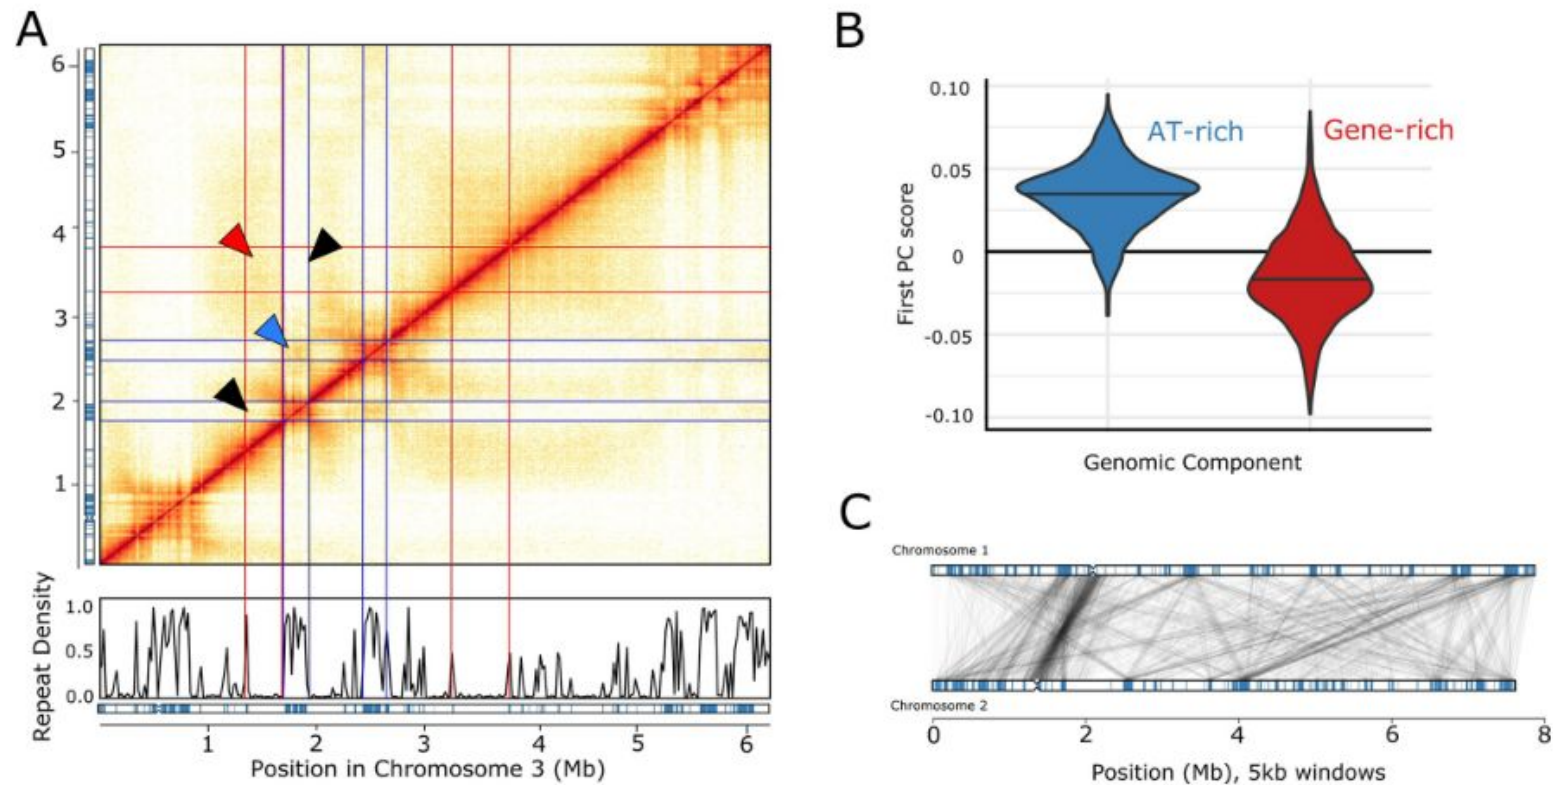 A
6
5
4
3
2
1
Repeat Density
1.0
0.5
0.0
1 2 3 4 5 6
Position in Chromosome 3 (Mb)
B
First PC score
0.10
0.05
0
-0.05
-0.10
AT-rich
Gene-rich
Genomic Component
C
Chromosome 1
Chromosome 2
0 2 4 6 8
Position (Mb), 5kb windows